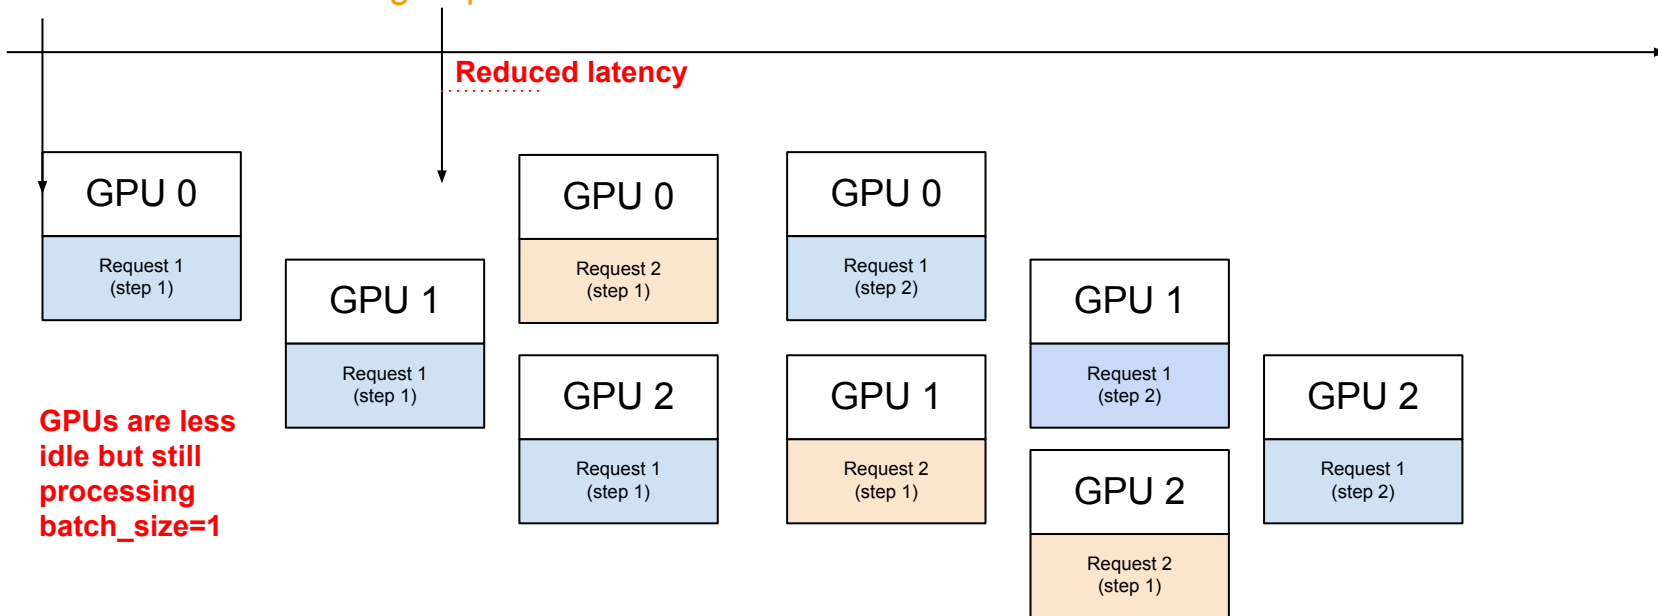 Reduced latency
GPU 0
Request 1
(step 1)
GPU 1
Request 1
(step 1)
GPU 0
Request 2
(step 1)
GPU 2
Request 1
(step 1)
GPU 0
Request 1
(step 2)
GPU 1
Request 2
(step 1)
GPU 1
Request 1
(step 2)
GPU 2
Request 2
(step 1)
GPU 2
Request 1
(step 2)
GPUs are less
idle but still
processing
batch_size=1